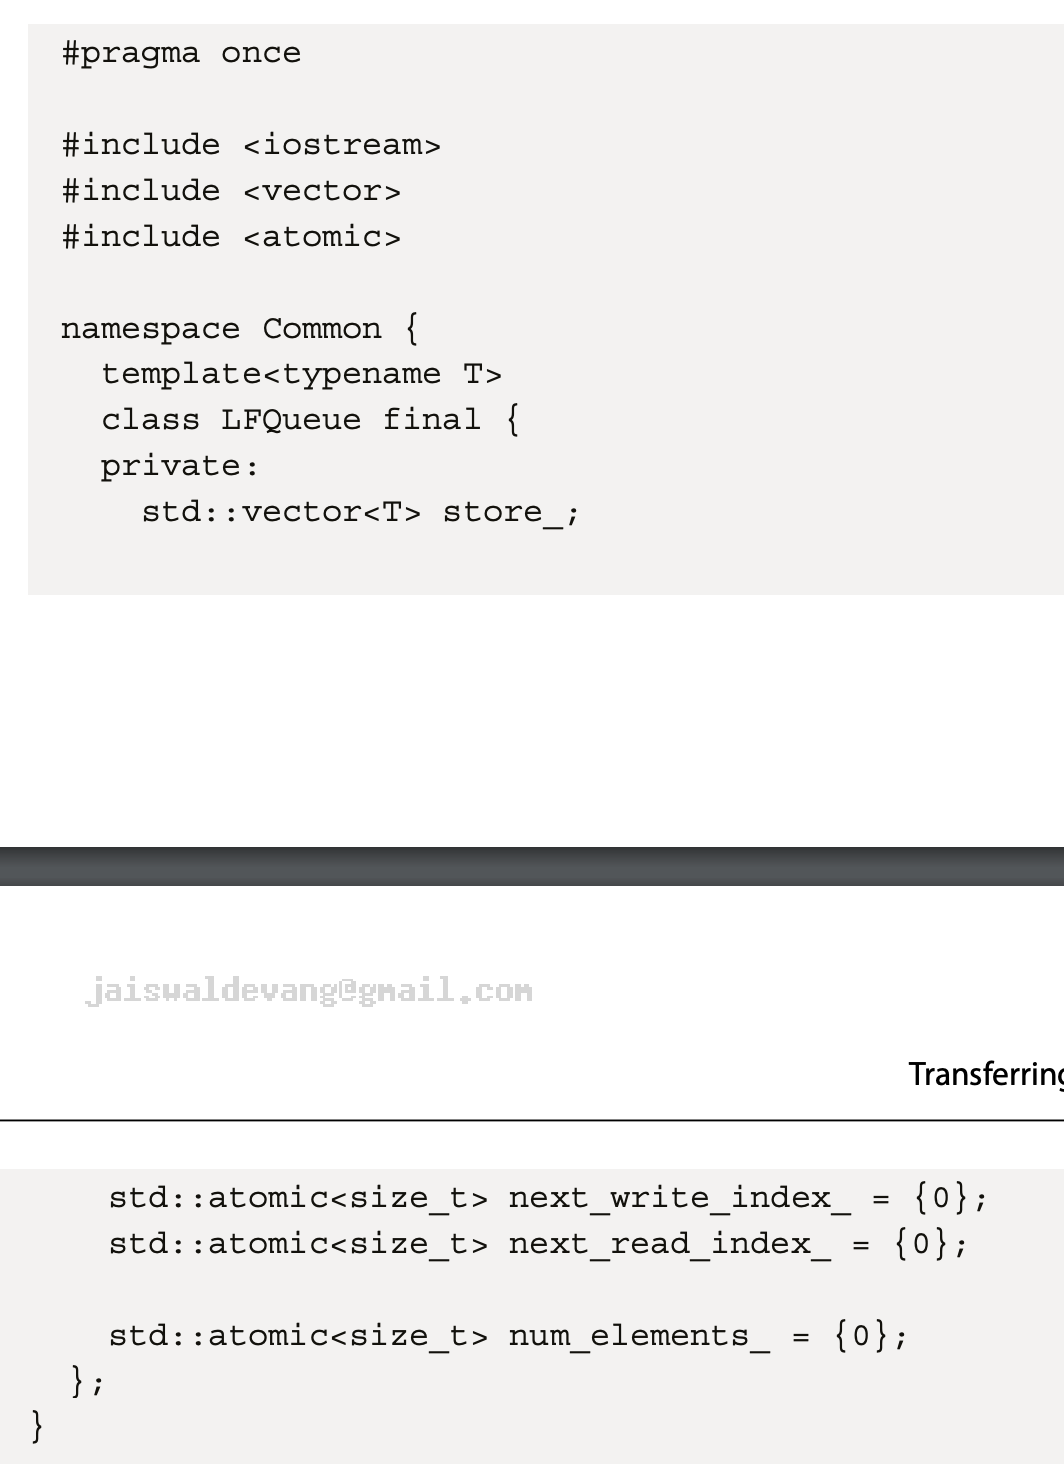 #pragma once
#include <iostream>
#include <vector>
#include <atomic>
namespace Common {
template<typename T>
class LFQueue final {
private:
std::vector<T> store_;
jaiswaldevang@gmail.com
Transferring
std::atomic<size_t> next_write_index_ = {0};
std::atomic<size_t> next_read_index_ = {0};
std::atomic<size_t> num_elements_ = {0};
};
}